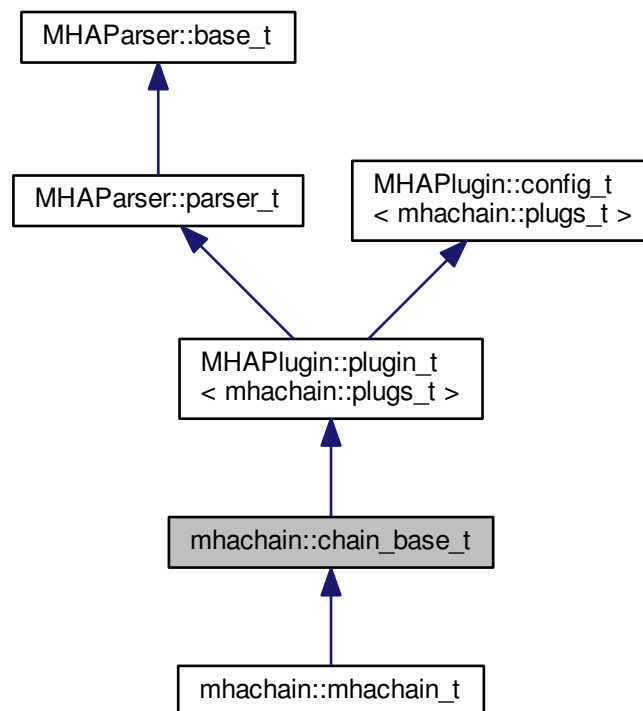 MHAParser::base_t
MHAParser::parser_t
MHAPlugin::config_t
< mhachain::plugs_t >
MHAPlugin::plugin_t
< mhachain::plugs_t >
mhachain::chain_base_t
mhachain::mhachain_t